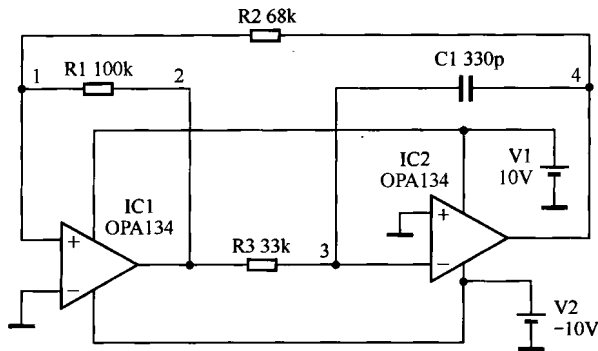 R2 68k
C1 330p
1
R1 100k
2
4
IC1
OPA134
IC2
OPA134
V1
10V
+
−
R3 33k
3
+
−
V2
−10V